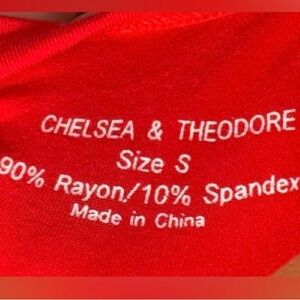 CHELSEA & THEODORE
Size S
90% Rayon/10% Spandex
Made in China